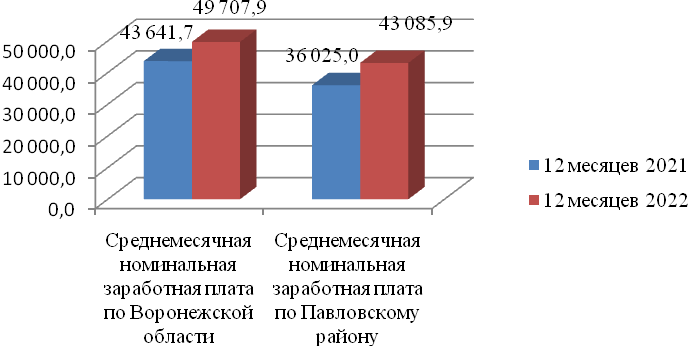 49 707,9
43 641,7
43 085,9
36 025,0
50 000,0
40 000,0
30 000,0
20 000,0
10 000,0
0,0
12 месяцев 2021
12 месяцев 2022
Среднемесячная
номинальная
заработная плата
по Воронежской
области
Среднемесячная
номинальная
заработная плата
по Павловскому
району